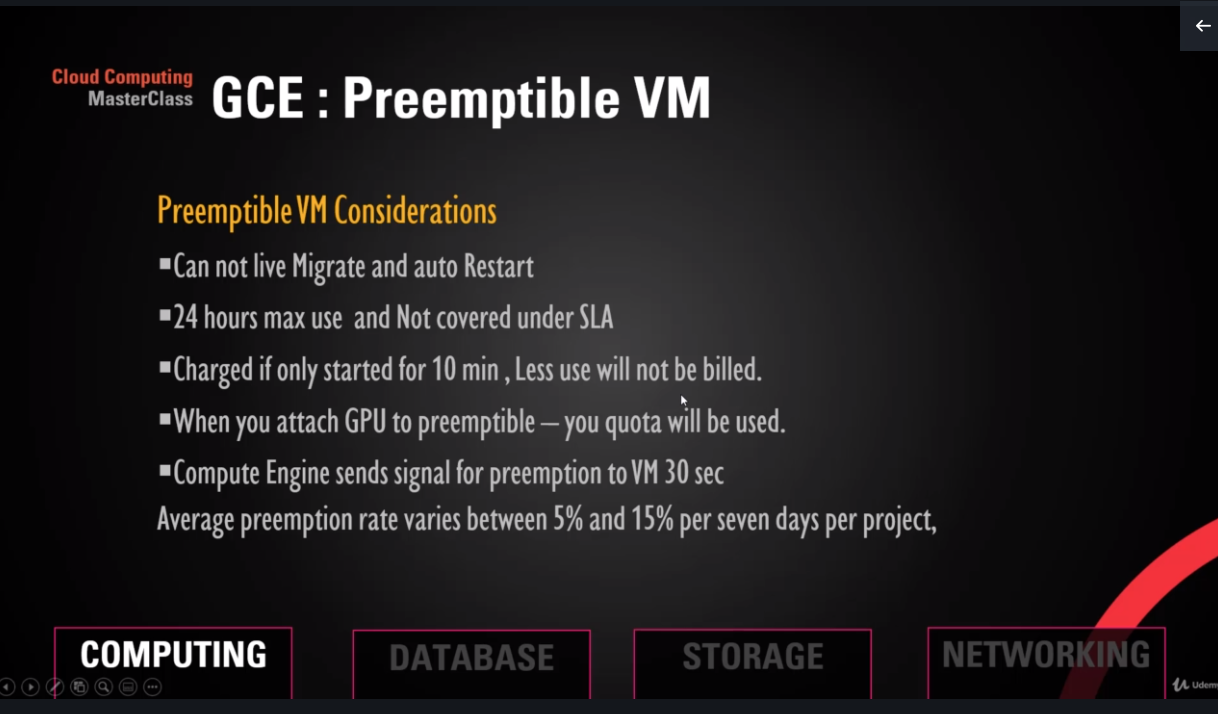 Cloud Computing
MasterClass
GCE : Preemptible VM
Preemptible VM Considerations
▪Can not live Migrate and auto Restart
▪24 hours max use and Not covered under SLA
▪Charged if only started for 10 min , Less use will not be billed.
▪When you attach GPU to preemptible – you quota will be used.
▪Compute Engine sends signal for preemption to VM 30 sec
Average preemption rate varies between 5% and 15% per seven days per project,
COMPUTING
DATABASE
STORAGE
NETWORKING
Udem